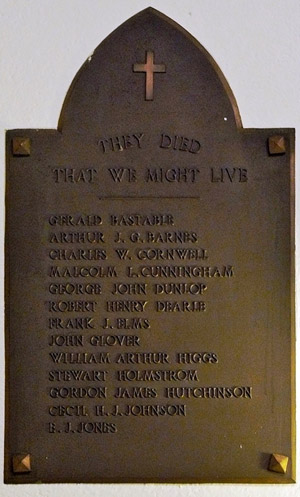 THEY DIED
THAT WE MIGHT LIVE
GERALD BASTABLE
ARTHUR J. G. BARNES
CHARLES W. CORNWELL
MALCOLM L. CUNNINGHAM
GEORGE JOHN DUNLOP
ROBERT HENRY DEARLE
FRANK J. ELMS
JOHN GLOVER
WILLIAM ARTHUR HIGGS
STEWART HOLMSTROM
GORDON JAMES HUTCHINSON
CECIL H. J. JOHNSON
E. J. JONES